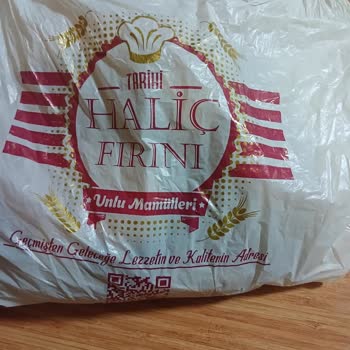 TARİHİ
HALİÇ
FIRINI
Unlu Mamülleri
Geçmişten Geleceğe Lezzetin ve Kalitenin Adresi